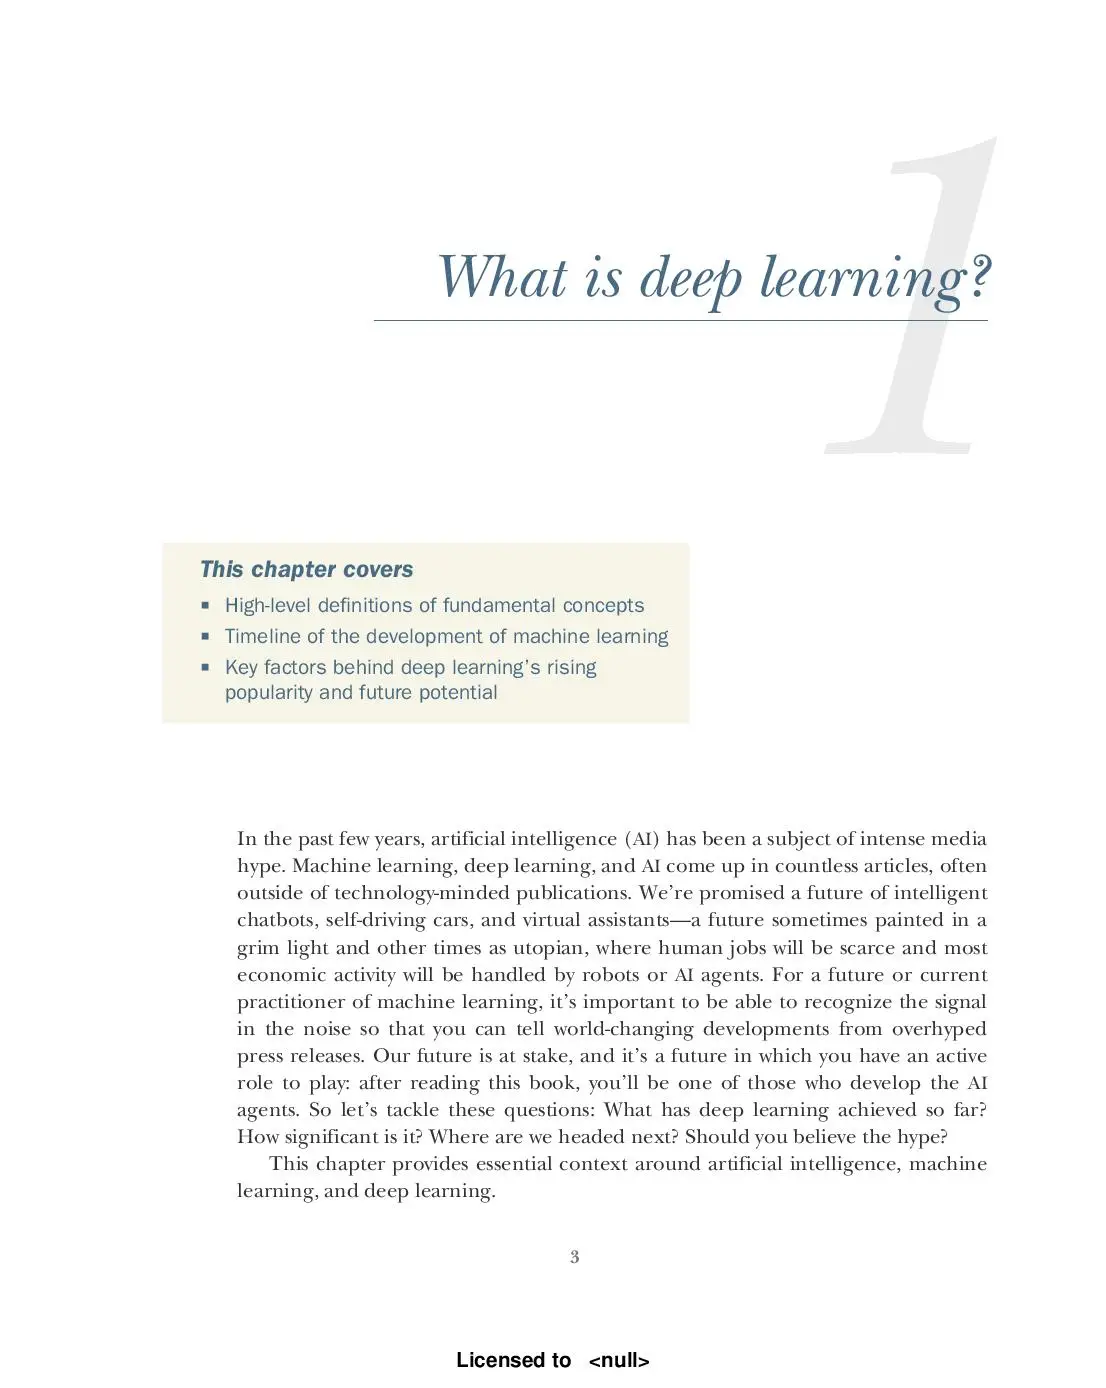 1
What is deep learning?
This chapter covers
▪ High-level definitions of fundamental concepts
▪ Timeline of the development of machine learning
▪ Key factors behind deep learning’s rising
popularity and future potential
In the past few years, artificial intelligence (AI) has been a subject of intense media
hype. Machine learning, deep learning, and AI come up in countless articles, often
outside of technology-minded publications. We’re promised a future of intelligent
chatbots, self-driving cars, and virtual assistants—a future sometimes painted in a
grim light and other times as utopian, where human jobs will be scarce and most
economic activity will be handled by robots or AI agents. For a future or current
practitioner of machine learning, it’s important to be able to recognize the signal
in the noise so that you can tell world-changing developments from overhyped
press releases. Our future is at stake, and it’s a future in which you have an active
role to play: after reading this book, you’ll be one of those who develop the AI
agents. So let’s tackle these questions: What has deep learning achieved so far?
How significant is it? Where are we headed next? Should you believe the hype?
This chapter provides essential context around artificial intelligence, machine
learning, and deep learning.
3
Licensed to <null>